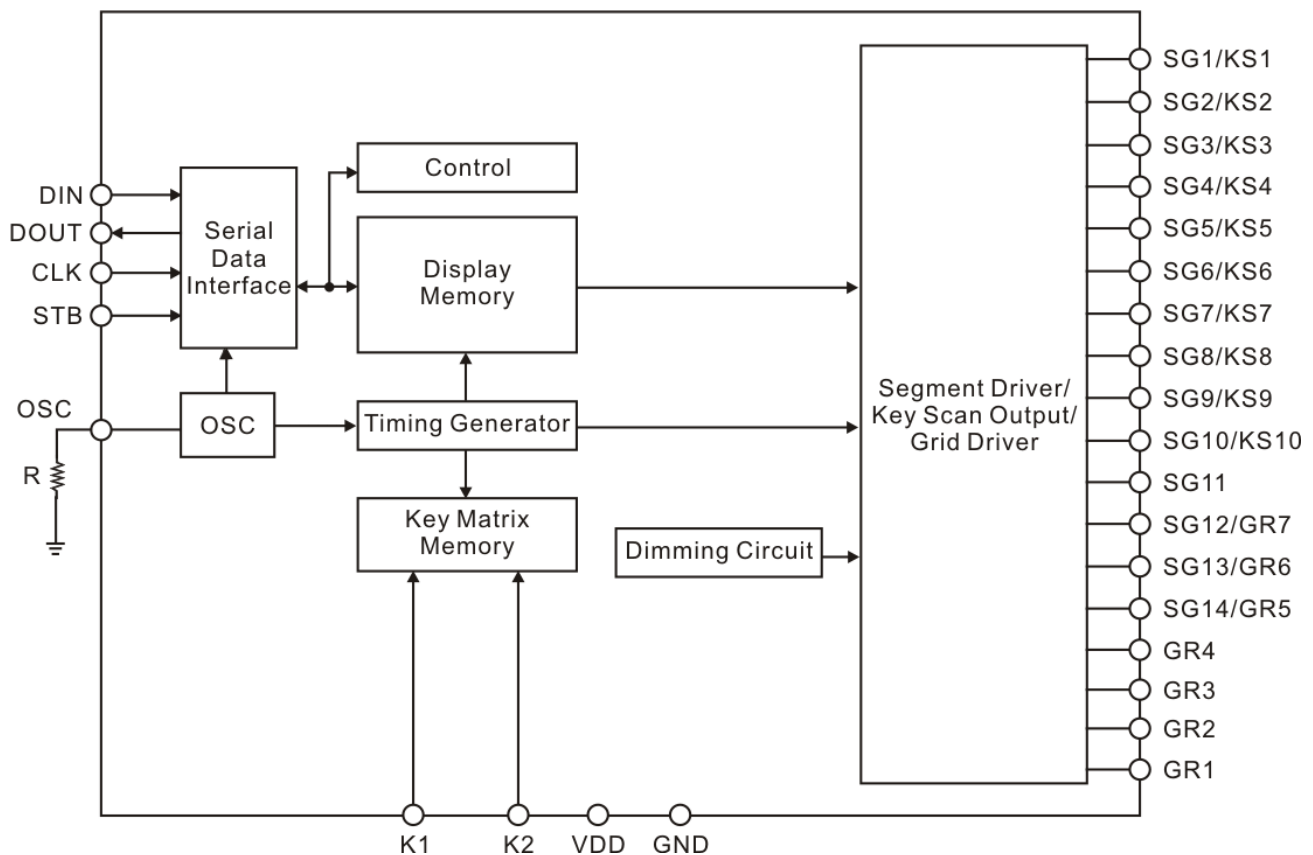 DIN
DOUT
CLK
STB
OSC
R
Serial
Data
Interface
OSC
Control
Display
Memory
Timing Generator
Key Matrix
Memory
Dimming Circuit
Segment Driver/
Key Scan Output/
Grid Driver
SG1/KS1
SG2/KS2
SG3/KS3
SG4/KS4
SG5/KS5
SG6/KS6
SG7/KS7
SG8/KS8
SG9/KS9
SG10/KS10
SG11
SG12/GR7
SG13/GR6
SG14/GR5
GR4
GR3
GR2
GR1
K1
K2
VDD
GND